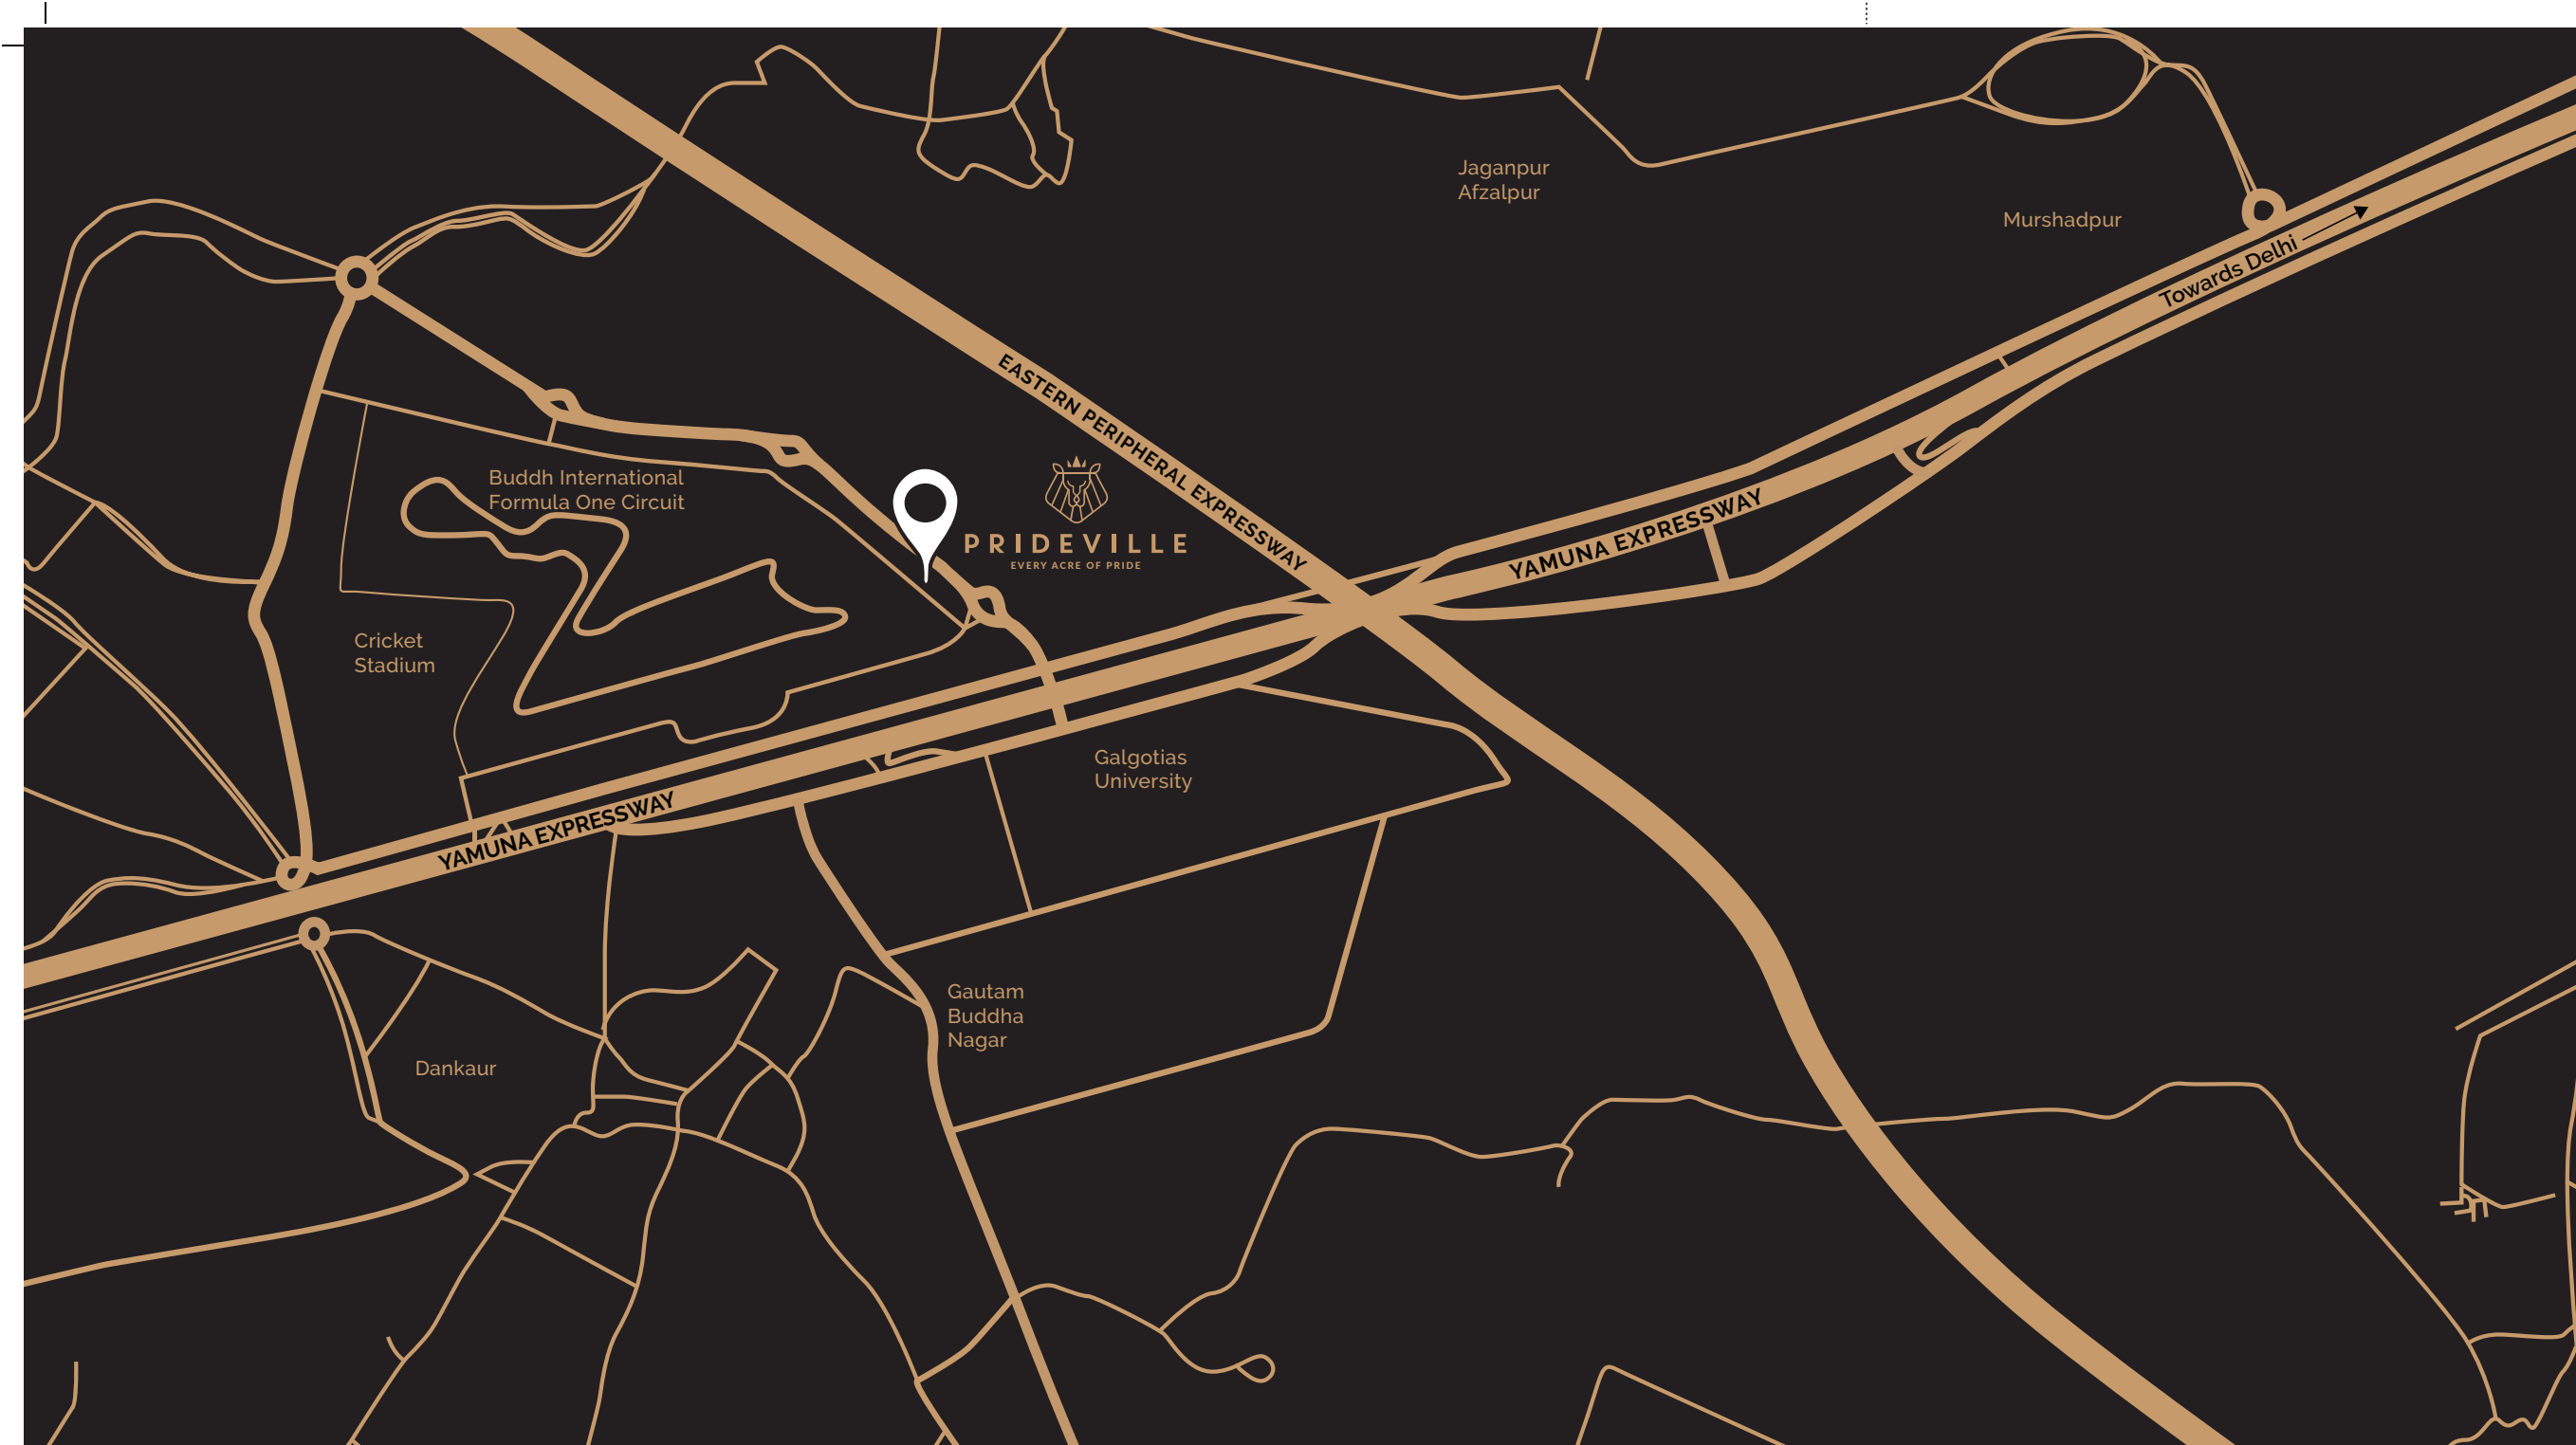 Jaganpur
Afzalpur
Murshadpur
Towards Delhi
EASTERN PERIPHERAL EXPRESSWAY
Buddh International
Formula One Circuit
PRIDEVILLE
EVERY ACRE OF PRIDE
YAMUNA EXPRESSWAY
Cricket
Stadium
Galgotias
University
YAMUNA EXPRESSWAY
Gautam
Buddha
Nagar
Dankaur